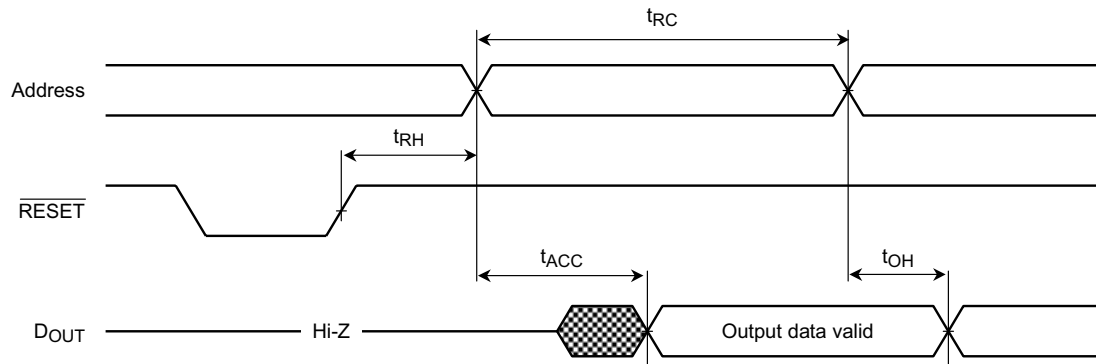 tRC
Address
tRH
RESET
tACC
tOH
DOUT
Hi-Z
Output data valid